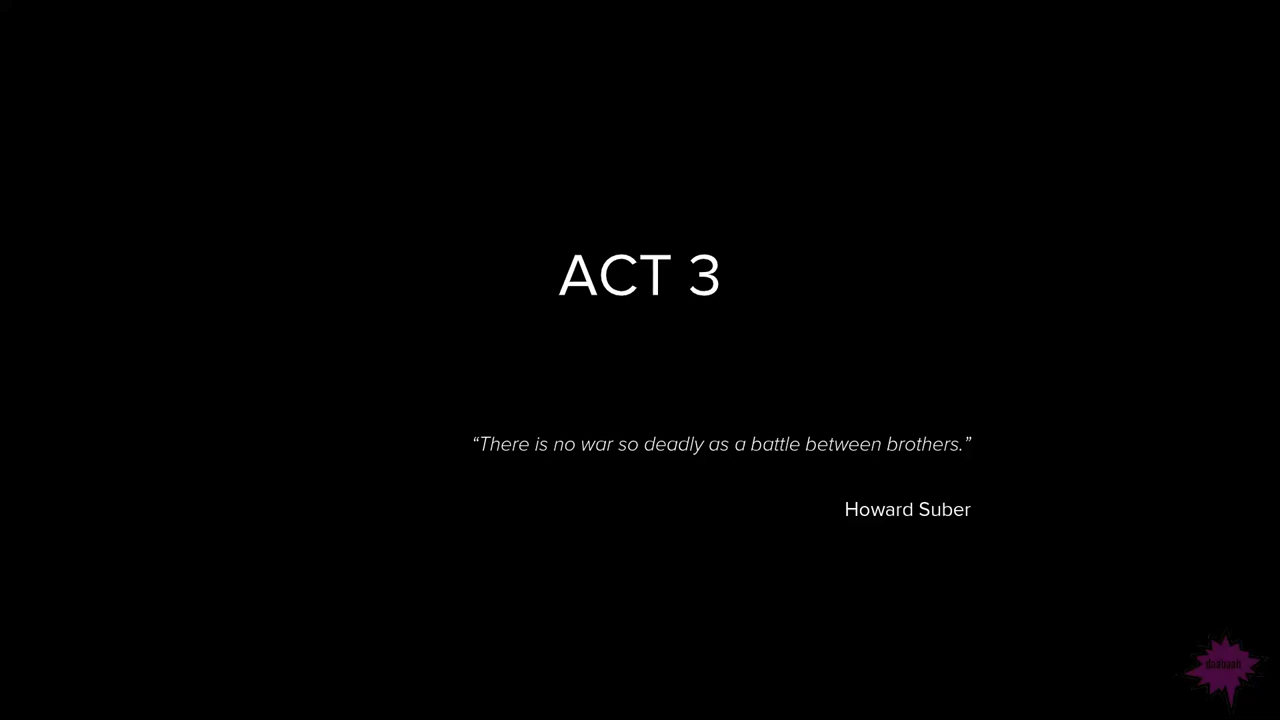 ACT 3
“There is no war so deadly as a battle between brothers.”
Howard Suber